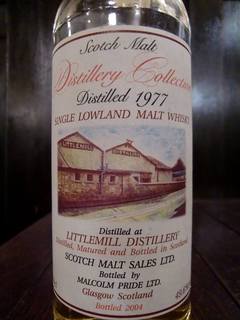 Scotch Malt
Distillery Collection
Distilled 1977
SINGLE LOWLAND MALT WHISKY
LITTLEMILL DISTILLERY
Distilled at
LITTLEMILL DISTILLERY
Distilled, Matured and Bottled in Scotland
SCOTCH MALT SALES LTD.
Bottled by
MALCOLM PRIDE LTD.
Glasgow Scotland
Bottled 2004